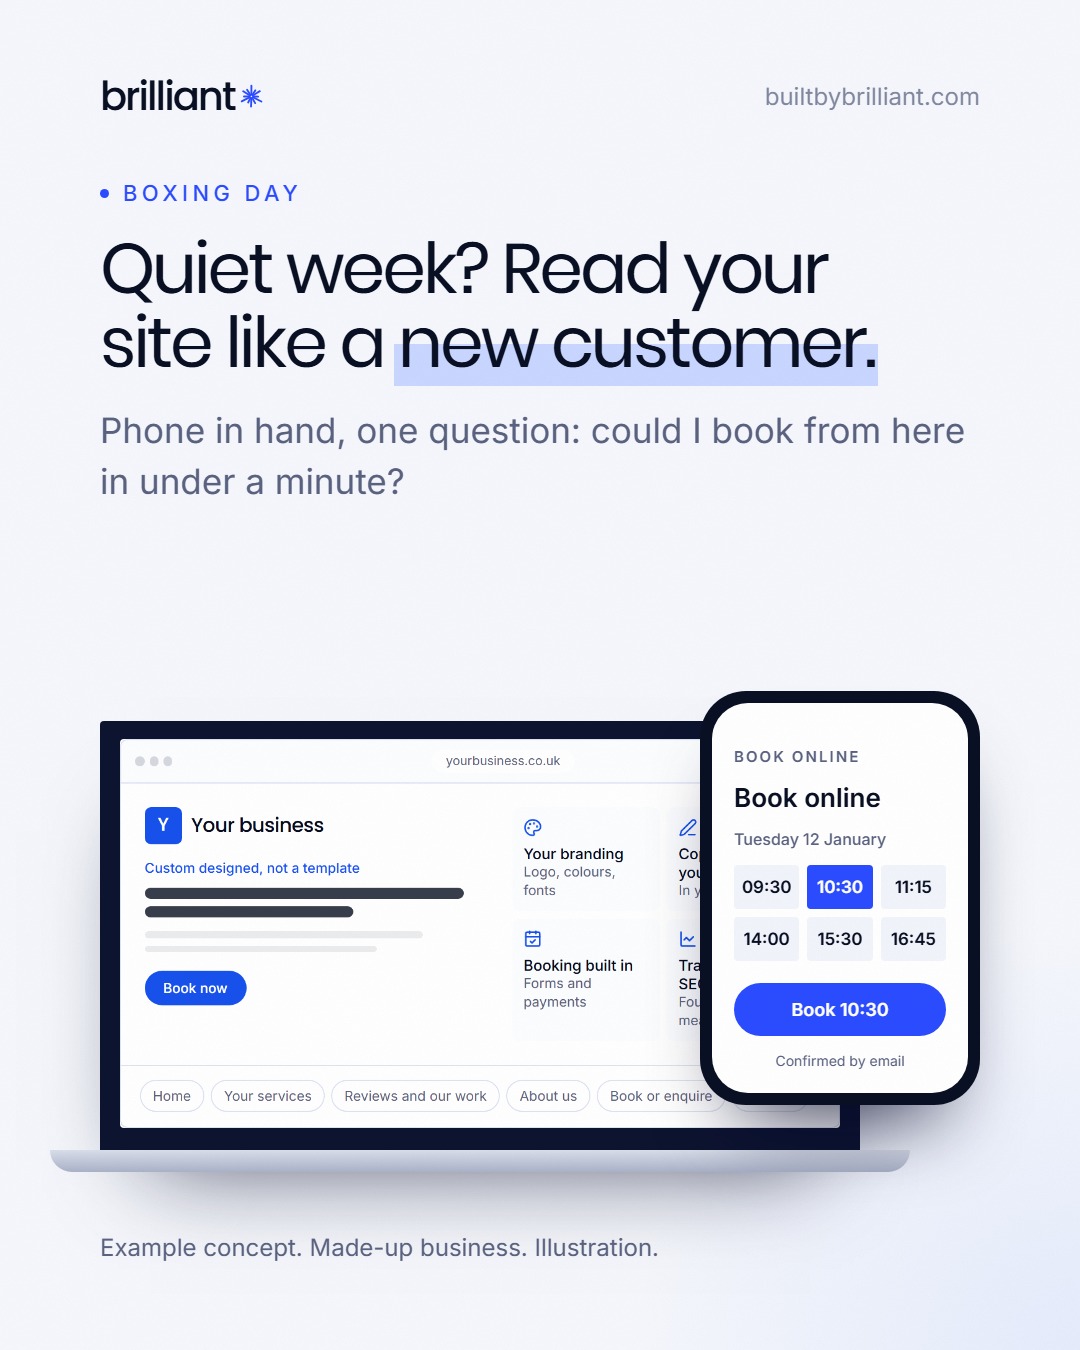 brilliant
builtbybrilliant.com
BOXING DAY
Quiet week? Read your
site like a new customer.
Phone in hand, one question: could I book from here
in under a minute?
yourbusiness.co.uk
Y
Your business
Custom designed, not a template
Book now
Your branding
Logo, colours,
fonts
Booking built in
Forms and
payments
Home
Your services
Reviews and our work
About us
Book or enquire
BOOK ONLINE
Book online
Tuesday 12 January
09:30 10:30 11:15
14:00 15:30 16:45
Book 10:30
Confirmed by email
Example concept. Made-up business. Illustration.